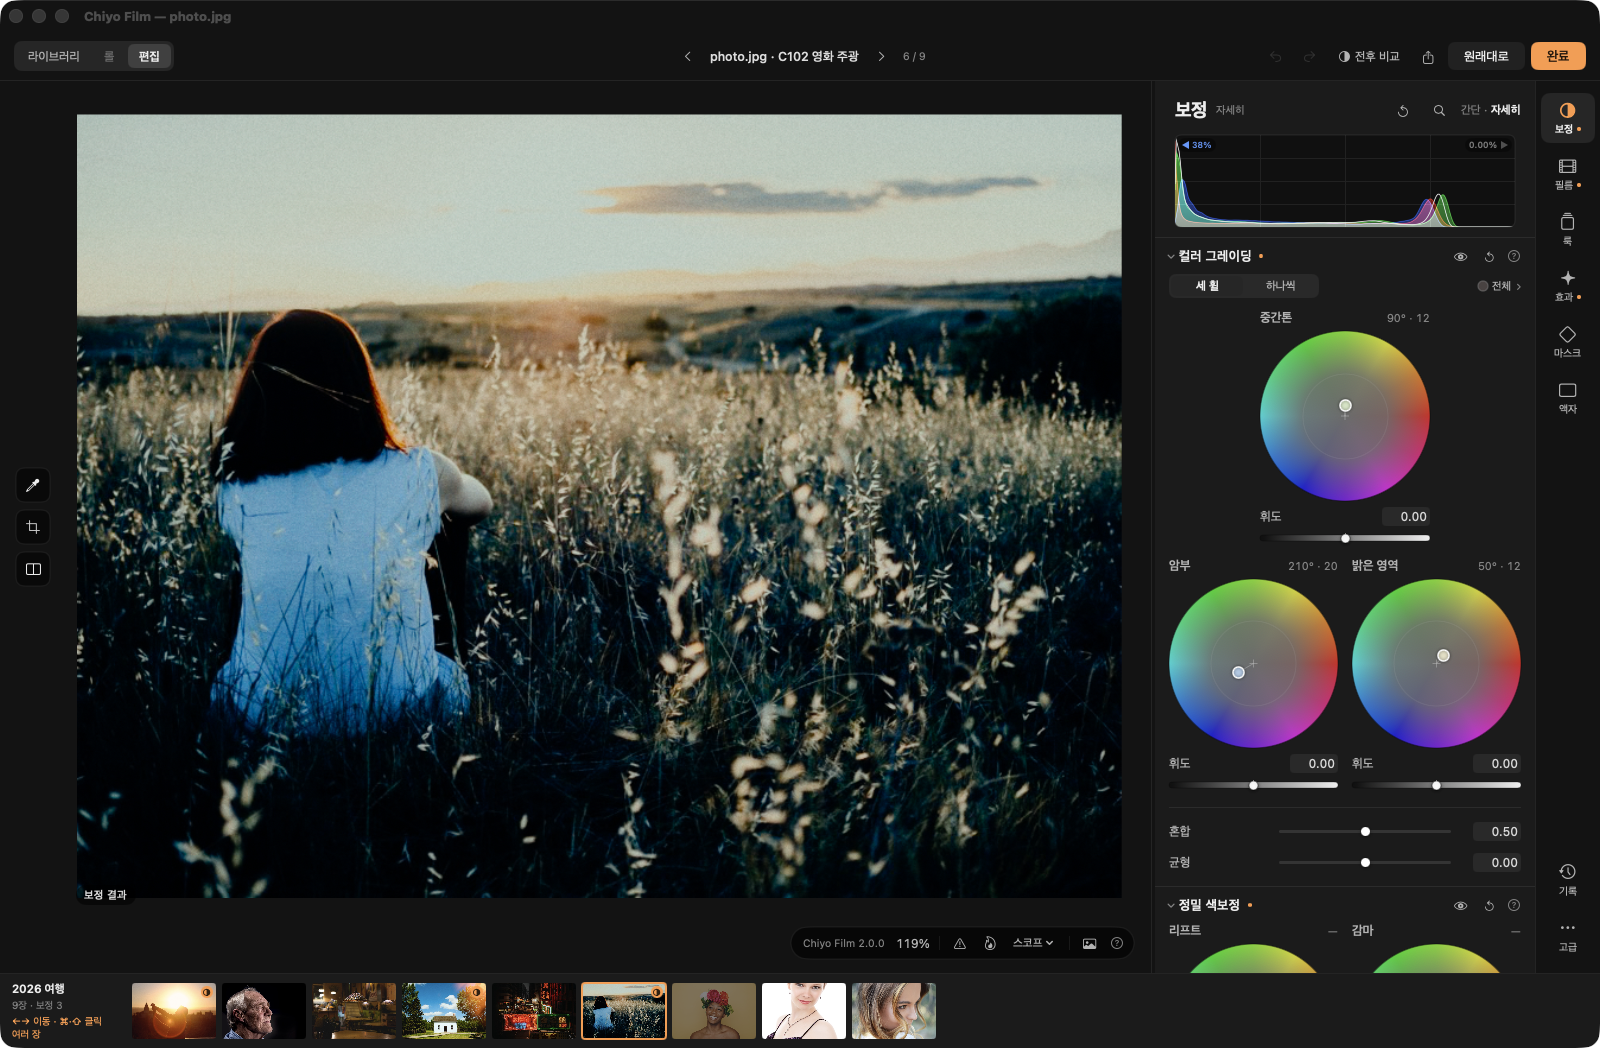 Chiyo Film — photo.jpg
라이브러리 롤 편집
photo.jpg · C102 영화 주광 6 / 9
전후 비교 원래대로 완료
보정 자세히 간단 · 자세히
38% 0.00%
컬러 그레이딩
세 휠 하나씩 전체
중간톤 90° · 12
휘도 0.00
암부 210° · 20 밝은 영역 50° · 12
휘도 0.00 휘도 0.00
혼합 0.50
균형 0.00
정밀 색보정
리프트 — 감마 —
보정
필름
룩
효과
마스크
액자
기록
고급
보정 결과
Chiyo Film 2.0.0 119% 스코프
2026 여행
9장 · 보정 3
←→ 이동 · ⌘·⇧ 클릭
여러 장